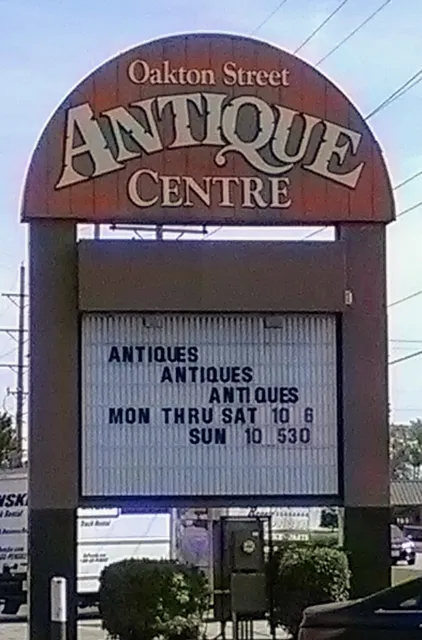 Oakton Street
ANTIQUE
CENTRE
ANTIQUES
ANTIQUES
ANTIQUES
MON THRU SAT 10 6
SUN 10 530